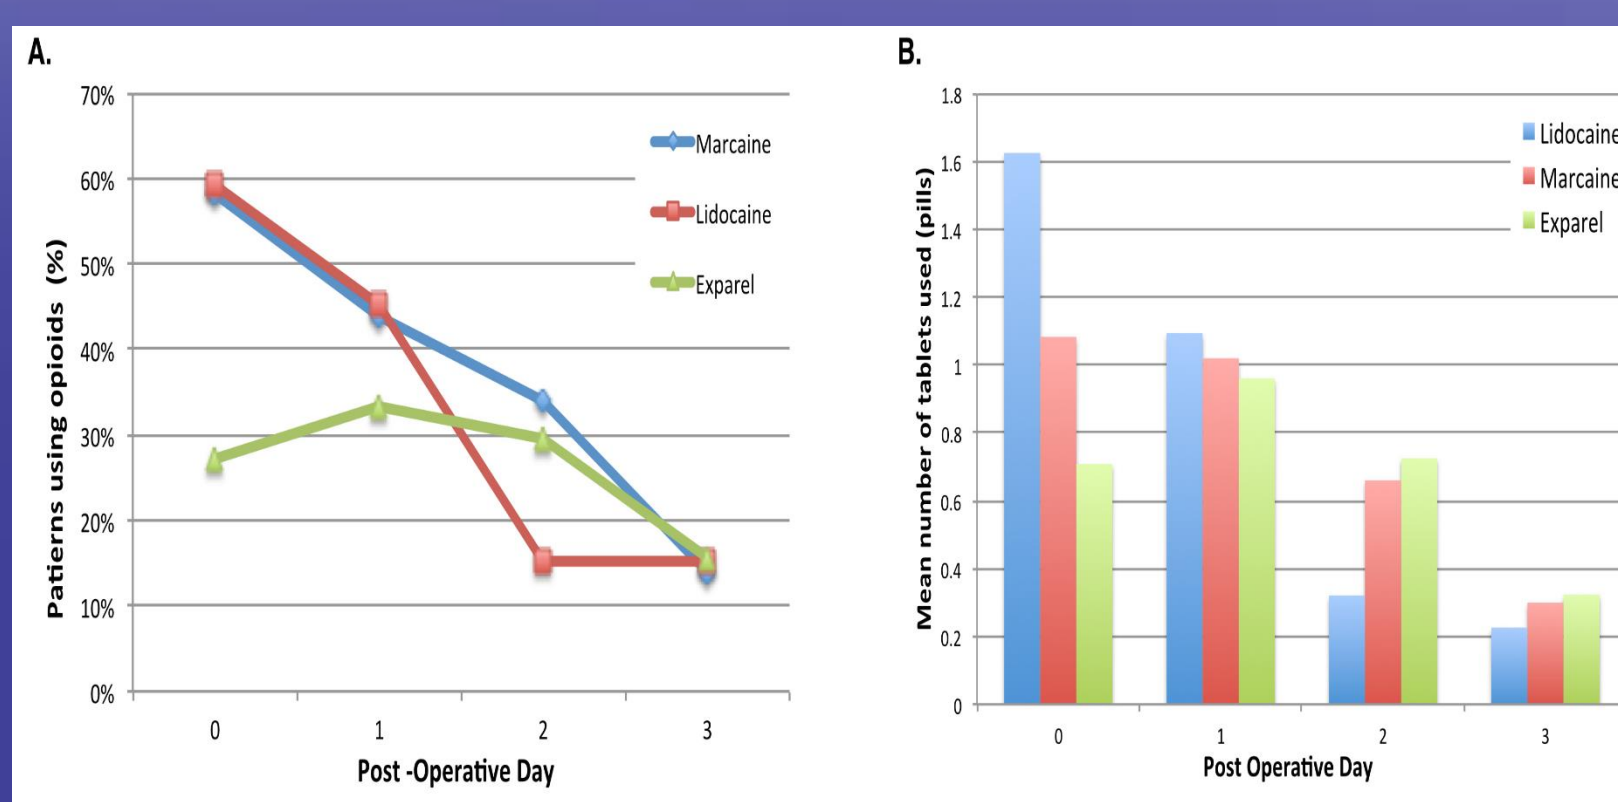 A.
70%
60%
50%
40%
30%
20%
10%
0%
Patierns using opioids (%)
0 1 2 3
Post -Operative Day
Marcaine
Lidocaine
Exparel
B.
1.8
1.6
1.4
1.2
1
0.8
0.6
0.4
0.2
0
Mean number of tablets used (pills)
0 1 2 3
Post Operative Day
Lidocaine
Marcaine
Exparel